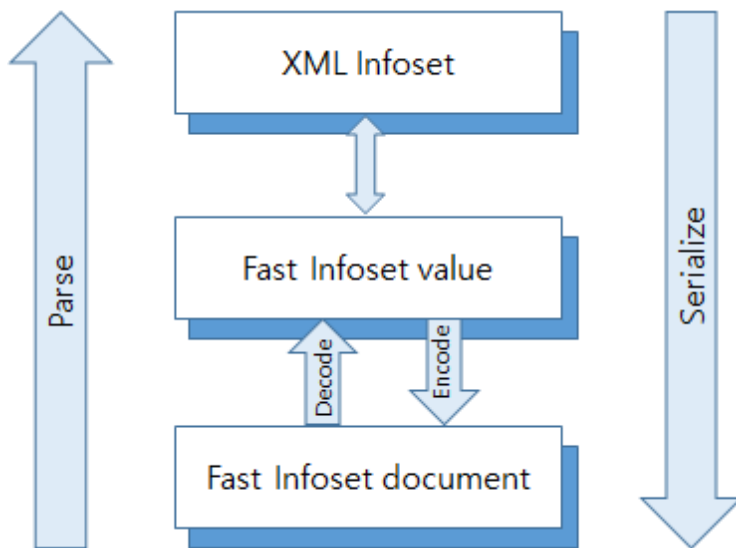 XML Infoset
Parse
Serialize
Fast Infoset value
Decode
Encode
Fast Infoset document